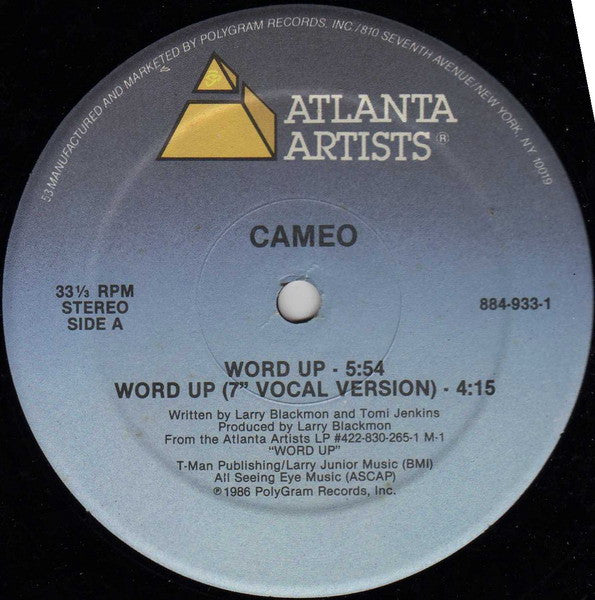 53 MANUFACTURED AND MARKETED BY POLYGRAM RECORDS, INC./810 SEVENTH AVENUE/NEW YORK, NY 10019
ATLANTA
ARTISTS®
CAMEO
33 ⅓ RPM
STEREO
SIDE A
884-933-1
WORD UP - 5:54
WORD UP (7” VOCAL VERSION) - 4:15
Written by Larry Blackmon and Tomi Jenkins
Produced by Larry Blackmon
From the Atlanta Artists LP #422-830-265-1 M-1
“WORD UP”
T-Man Publishing/Larry Junior Music (BMI)
All Seeing Eye Music (ASCAP)
℗1986 PolyGram Records, Inc.